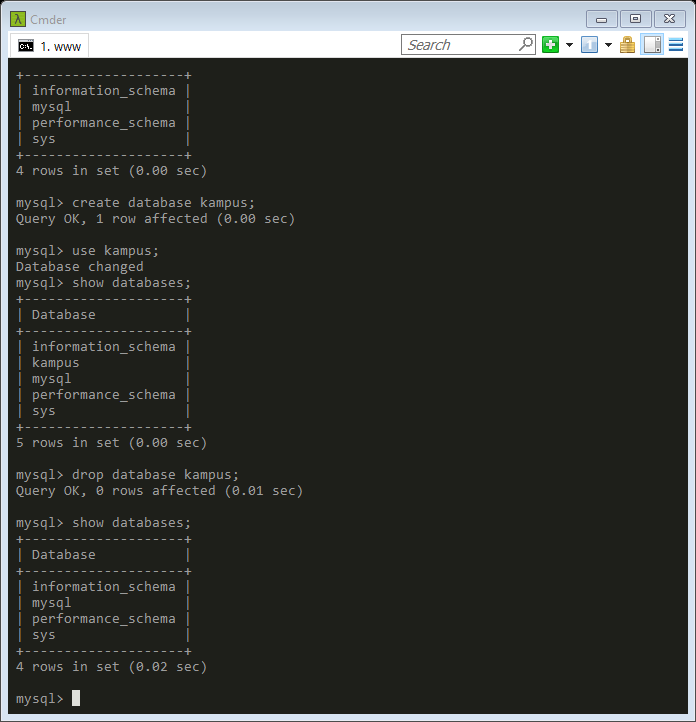 λ Cmder
C:\. 1. www Search 1
+--------------------+
| information_schema |
| mysql              |
| performance_schema |
| sys                |
+--------------------+
4 rows in set (0.00 sec)
mysql> create database kampus;
Query OK, 1 row affected (0.00 sec)
mysql> use kampus;
Database changed
mysql> show databases;
+--------------------+
| Database           |
+--------------------+
| information_schema |
| kampus             |
| mysql              |
| performance_schema |
| sys                |
+--------------------+
5 rows in set (0.00 sec)
mysql> drop database kampus;
Query OK, 0 rows affected (0.01 sec)
mysql> show databases;
+--------------------+
| Database           |
+--------------------+
| information_schema |
| mysql              |
| performance_schema |
| sys                |
+--------------------+
4 rows in set (0.02 sec)
mysql>